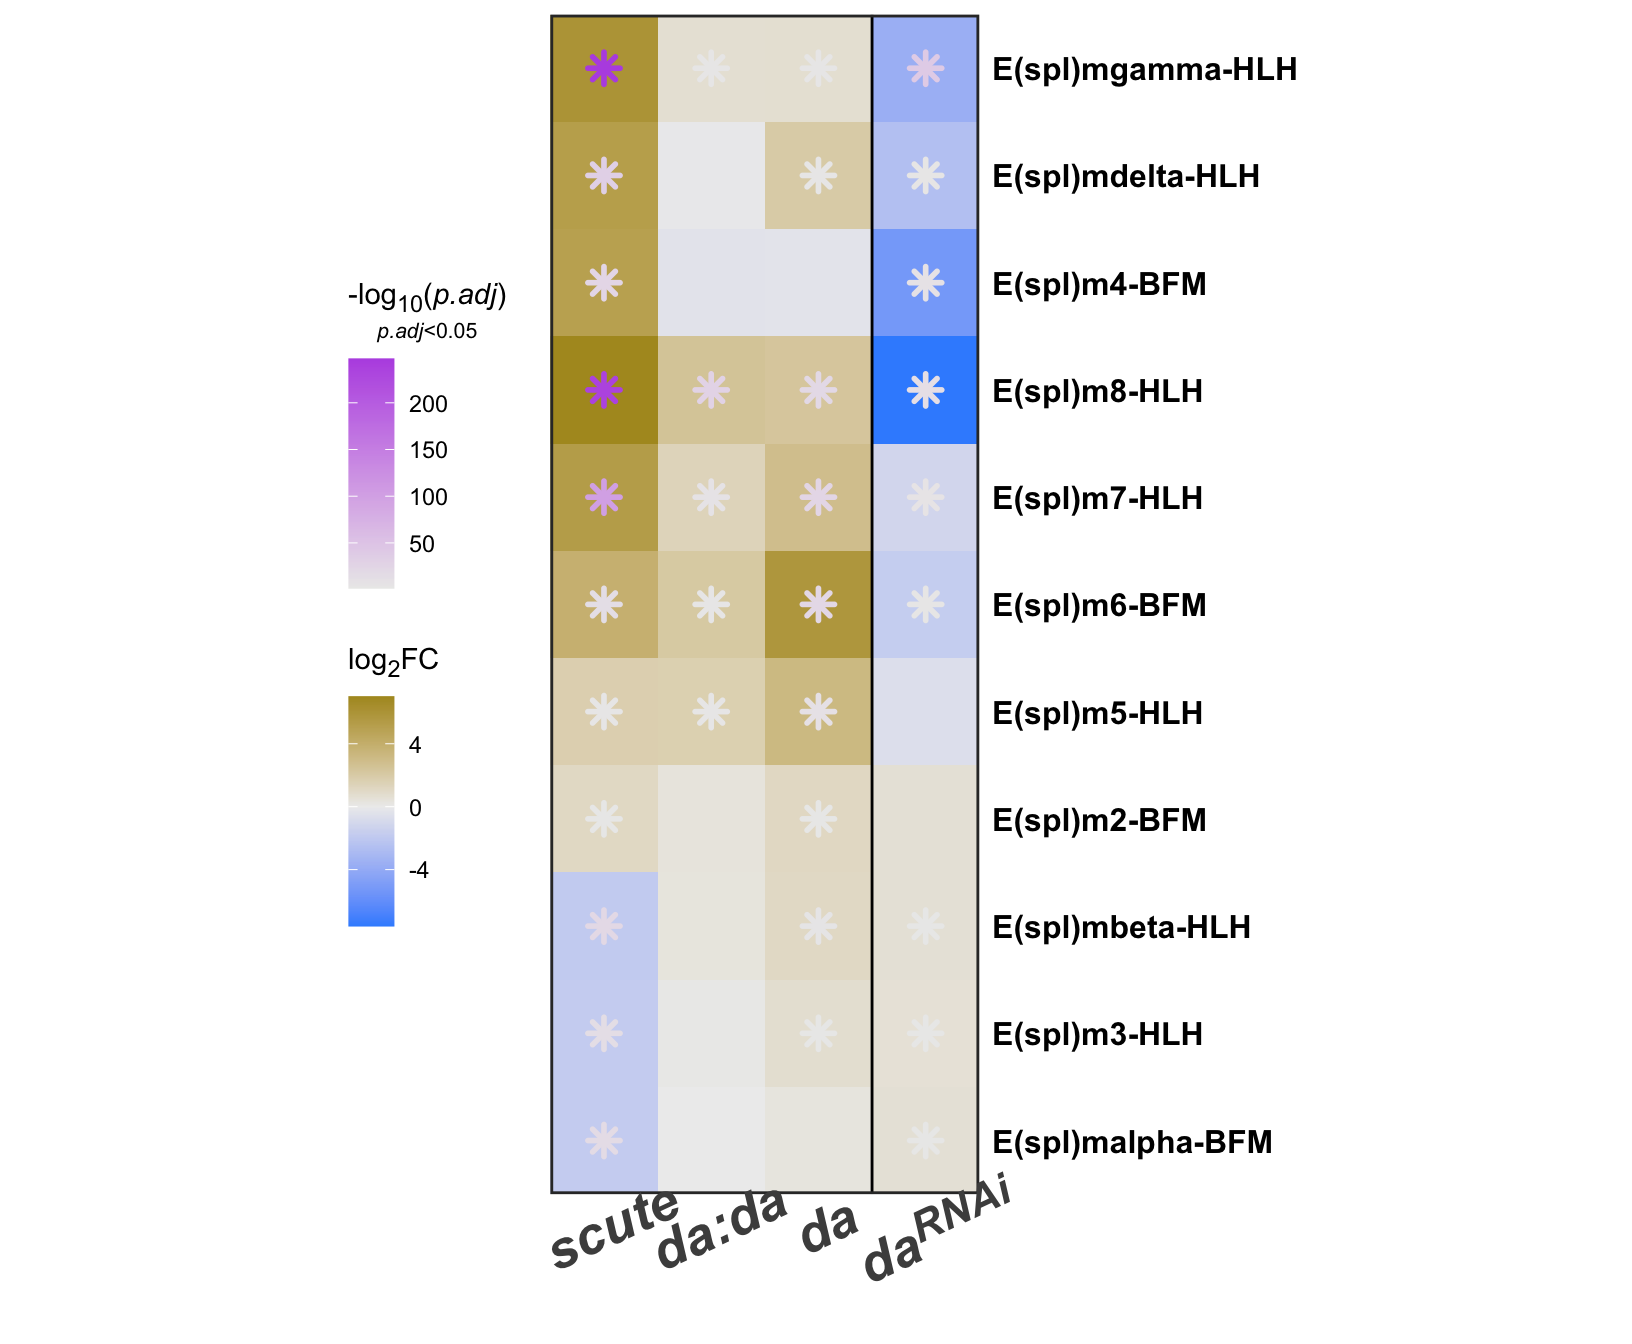 E(spl)mgamma-HLH
E(spl)mdelta-HLH
E(spl)m4-BFM
E(spl)m8-HLH
E(spl)m7-HLH
E(spl)m6-BFM
E(spl)m5-HLH
E(spl)m2-BFM
E(spl)mbeta-HLH
E(spl)m3-HLH
E(spl)malpha-BFM
-log10(p.adj)
p.adj<0.05
200
150
100
50
log2FC
4
0
-4
scute
da:da
da
daRNAi